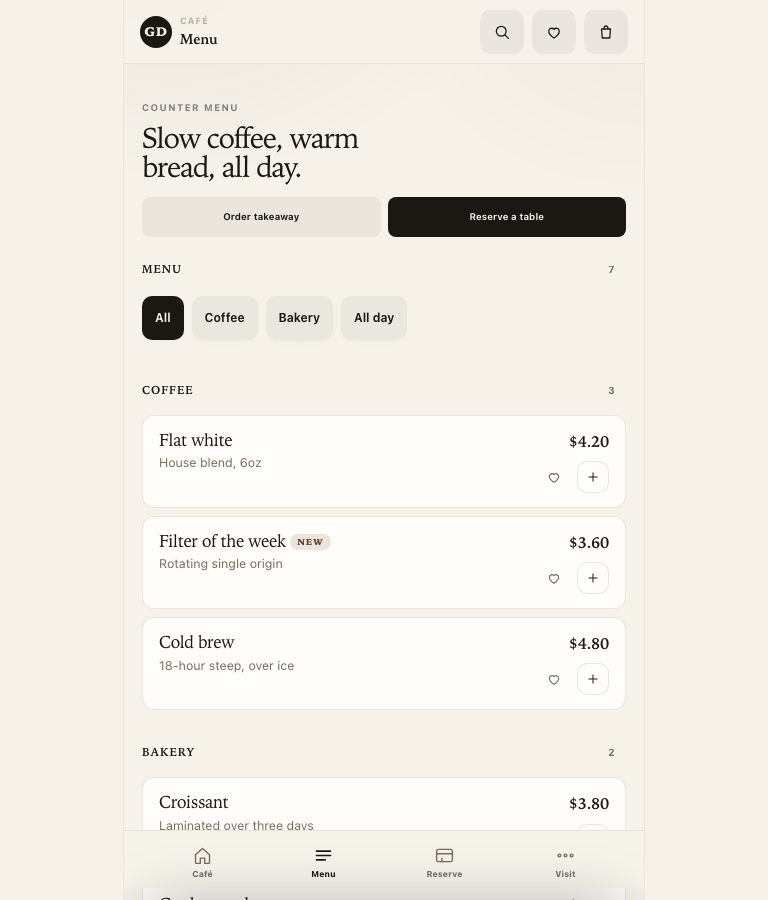 GD
CAFÉ
Menu
COUNTER MENU
Slow coffee, warm
bread, all day.
Order takeaway
Reserve a table
MENU
7
All
Coffee
Bakery
All day
COFFEE
3
Flat white
$4.20
House blend, 6oz
Filter of the week NEW
$3.60
Rotating single origin
Cold brew
$4.80
18-hour steep, over ice
BAKERY
2
Croissant
$3.80
Laminated over three days
Café
Menu
Reserve
Visit